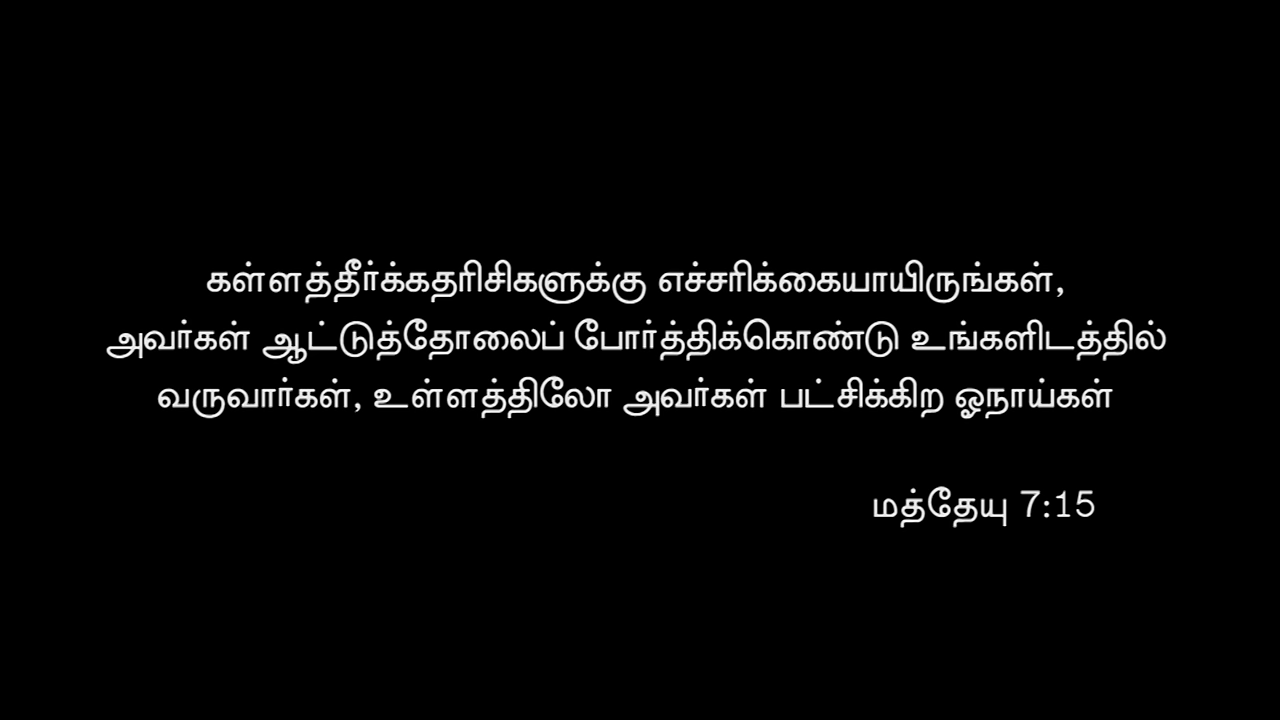 கள்ளத்தீர்க்கதரிசிகளுக்கு எச்சரிக்கையாயிருங்கள்,
அவர்கள் ஆட்டுத்தோலைப் போர்த்திக்கொண்டு உங்களிடத்தில்
வருவார்கள், உள்ளத்திலோ அவர்கள் பட்சிக்கிற ஓநாய்கள்
மத்தேயு 7:15